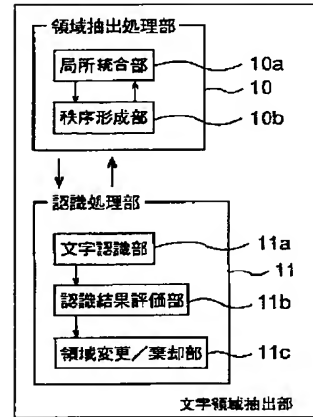 領域抽出処理部
局所統合部
10a
10
秩序形成部
10b
認識処理部
文字認識部
11a
11
認識結果評価部
11b
領域変更／棄却部
11c
文字領域抽出部